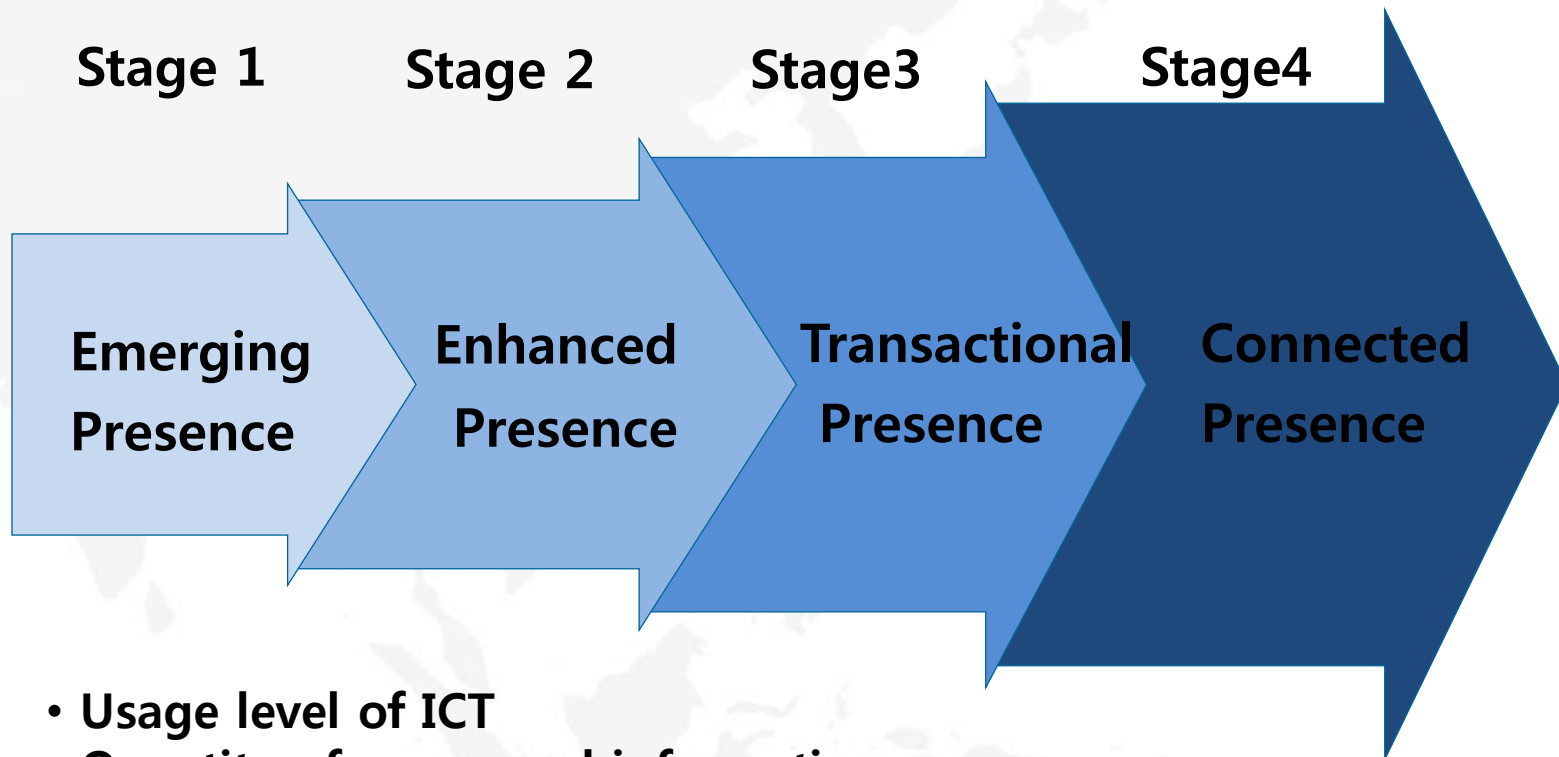 Stage 1
Stage 2
Stage3
Stage4
Emerging
Presence
Enhanced
Presence
Transactional
Presence
Connected
Presence
• Usage level of ICT